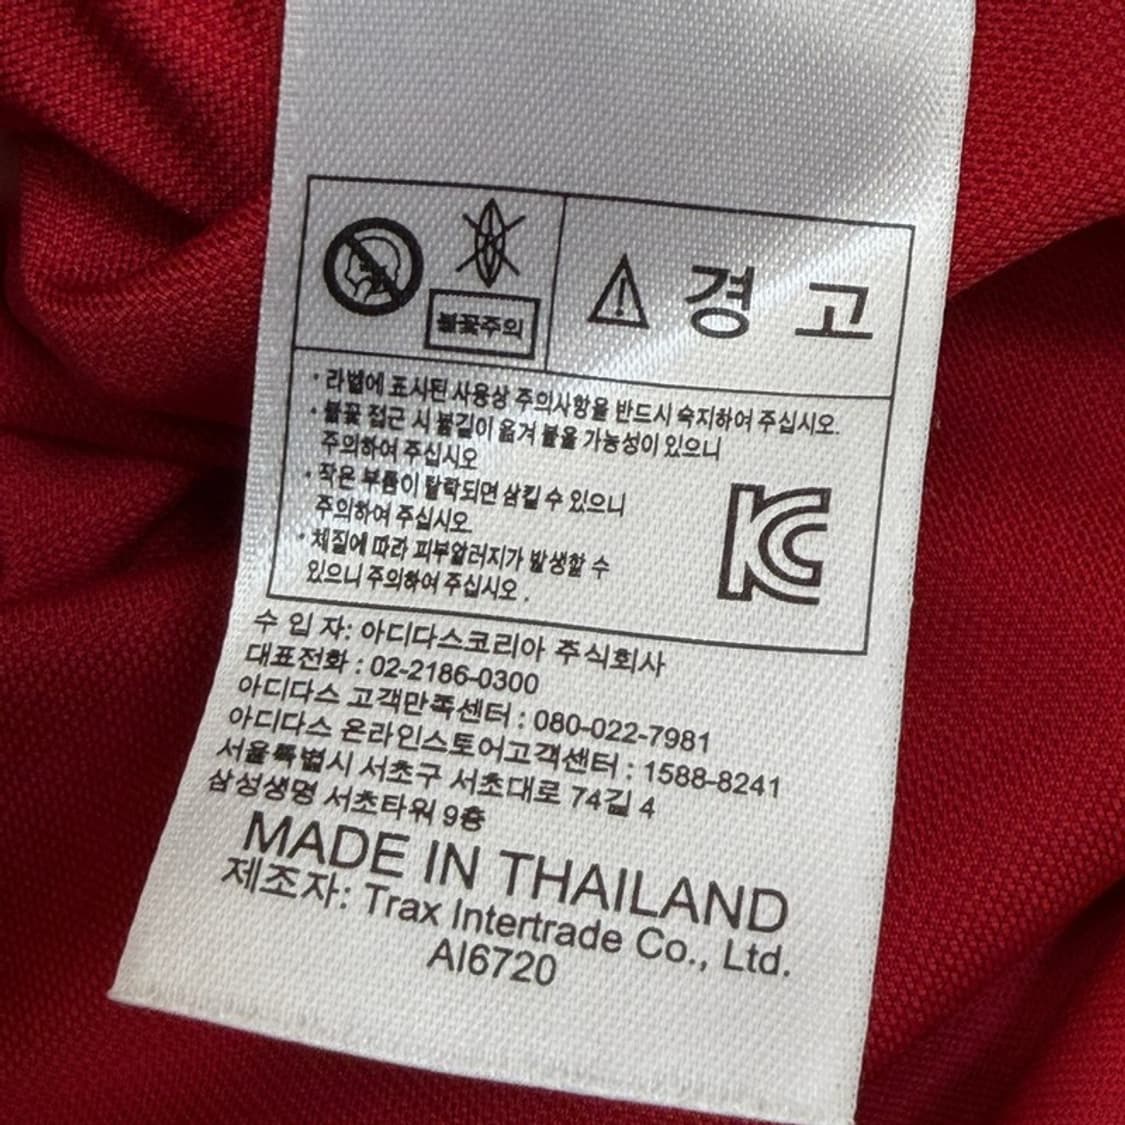 불꽃주의
경 고
· 라벨에 표시된 사용상 주의사항을 반드시 숙지하여 주십시오.
· 불꽃 접근 시 불길이 옮겨 붙을 가능성이 있으니
주의하여 주십시오
· 작은 부품이 탈락되면 삼킬 수 있으니
주의하여 주십시오
· 체질에 따라 피부알러지가 발생할 수
있으니 주의하여 주십시오 .
KC
수 입 자: 아디다스코리아 주식회사
대표전화 : 02-2186-0300
아디다스 고객만족센터 : 080-022-7981
아디다스 온라인스토어고객센터 : 1588-8241
서울특별시 서초구 서초대로 74길 4
삼성생명 서초타워 9층
MADE IN THAILAND
제조자: Trax Intertrade Co., Ltd.
AI6720